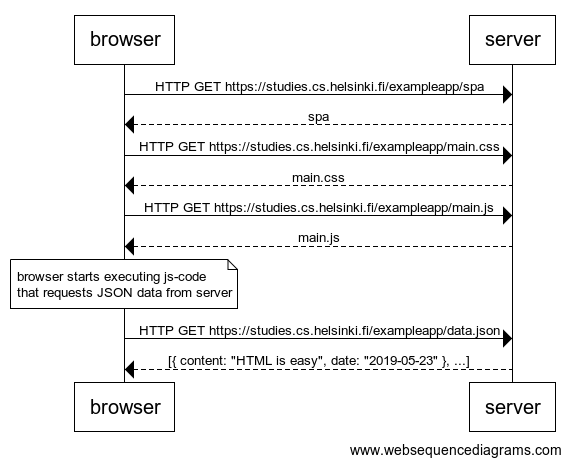 browser
server
HTTP GET https://studies.cs.helsinki.fi/exampleapp/spa
spa
HTTP GET https://studies.cs.helsinki.fi/exampleapp/main.css
main.css
HTTP GET https://studies.cs.helsinki.fi/exampleapp/main.js
main.js
browser starts executing js-code
that requests JSON data from server
HTTP GET https://studies.cs.helsinki.fi/exampleapp/data.json
[{ content: "HTML is easy", date: "2019-05-23" }, ...]
browser
server
www.websequencediagrams.com